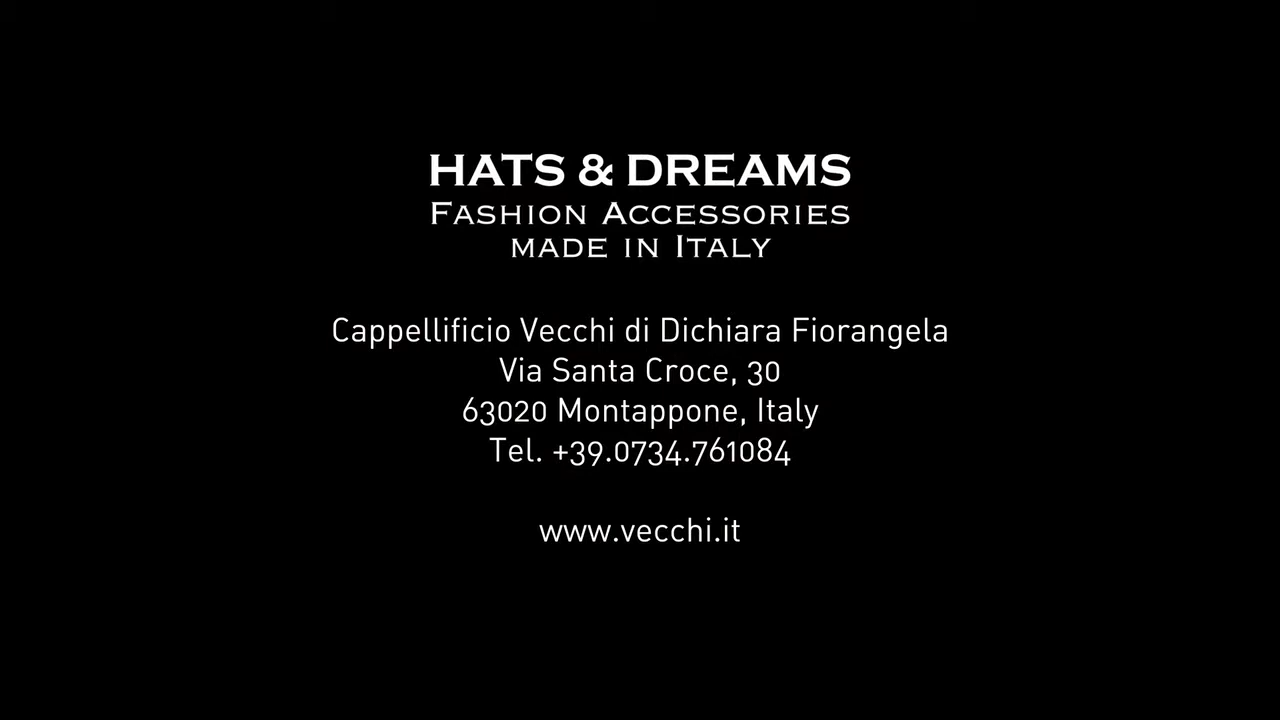 HATS & DREAMS
FASHION ACCESSORIES
MADE IN ITALY
Cappellificio Vecchi di Dichiara Fiorangela
Via Santa Croce, 30
63020 Montappone, Italy
Tel. +39.0734.761084
www.vecchi.it